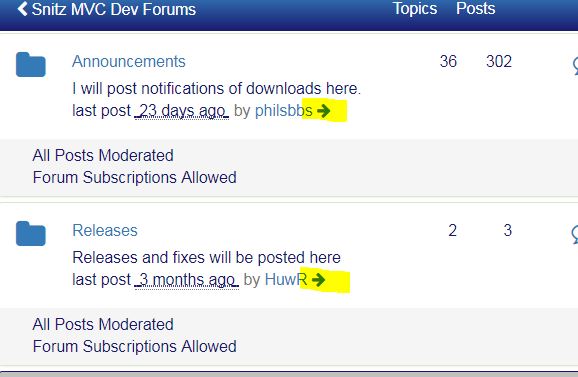 Snitz MVC Dev Forums Topics Posts
Announcements 36 302
I will post notifications of downloads here.
last post 23 days ago by philsbbs
All Posts Moderated
Forum Subscriptions Allowed
Releases 2 3
Releases and fixes will be posted here
last post 3 months ago by HuwR
All Posts Moderated
Forum Subscriptions Allowed